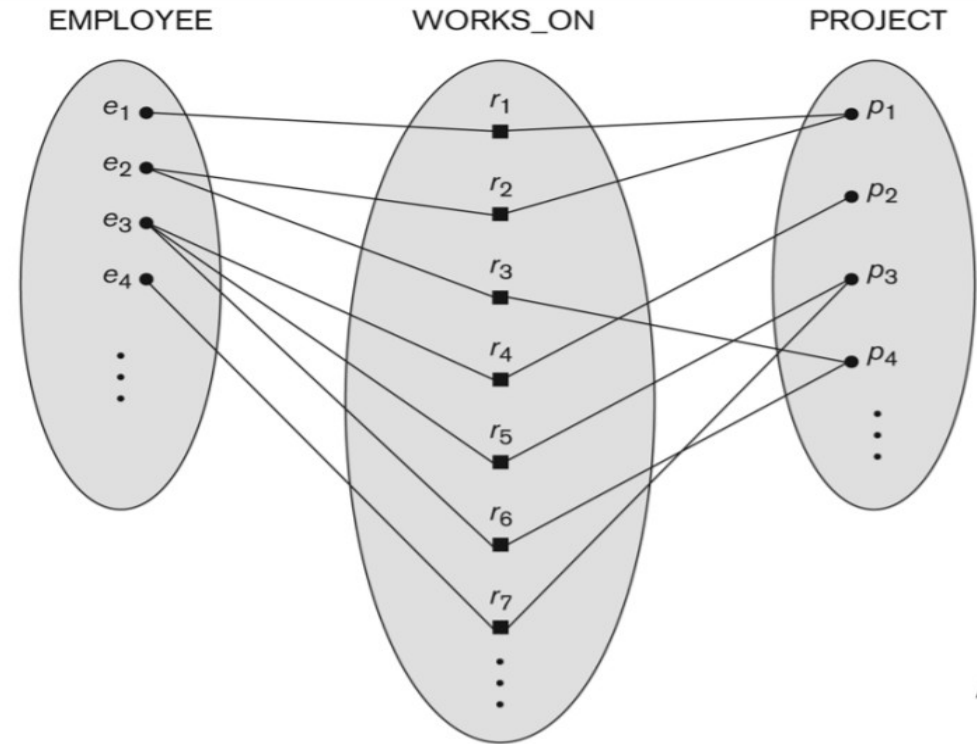 EMPLOYEE WORKS_ON PROJECT
e1 r1 p1
e2 r2 p2
e3 r3 p3
e4 r4 p4
r5
r6
r7